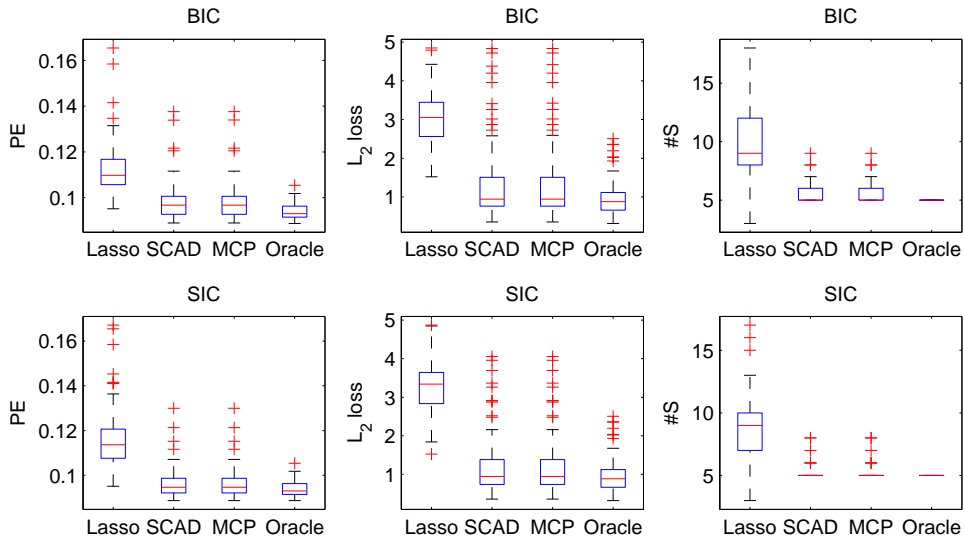 BIC
BIC
BIC
PE
0.16
0.14
0.12
0.1
Lasso SCAD MCP Oracle
L2 loss
5
4
3
2
1
Lasso SCAD MCP Oracle
#S
15
10
5
Lasso SCAD MCP Oracle
SIC
SIC
SIC
PE
0.16
0.14
0.12
0.1
Lasso SCAD MCP Oracle
L2 loss
5
4
3
2
1
Lasso SCAD MCP Oracle
#S
15
10
5
Lasso SCAD MCP Oracle